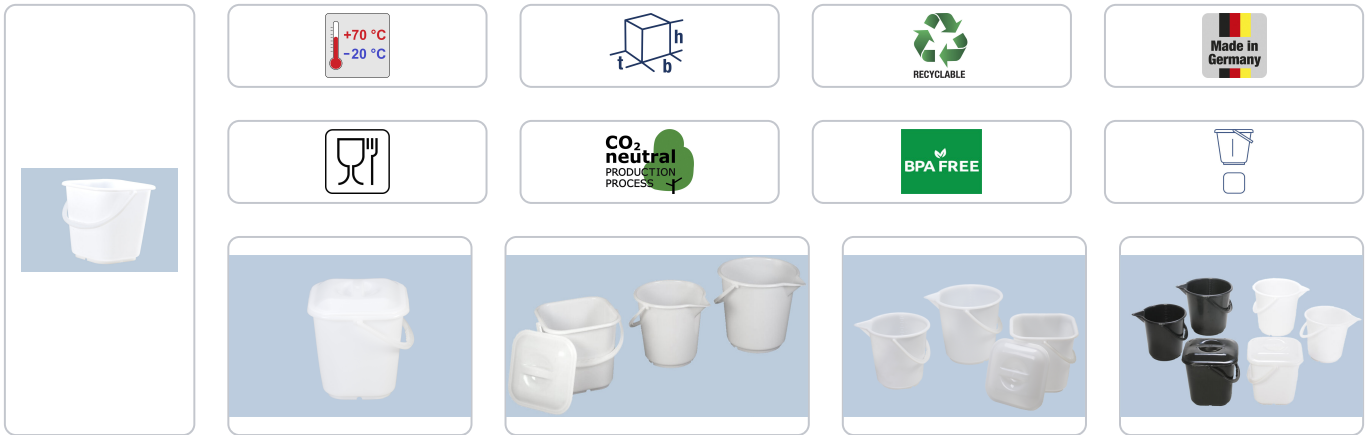 +70 °C
−20 °C
h
t
b
RECYCLABLE
Made in
Germany
CO₂
neutral
PRODUCTION
PROCESS
BPA FREE